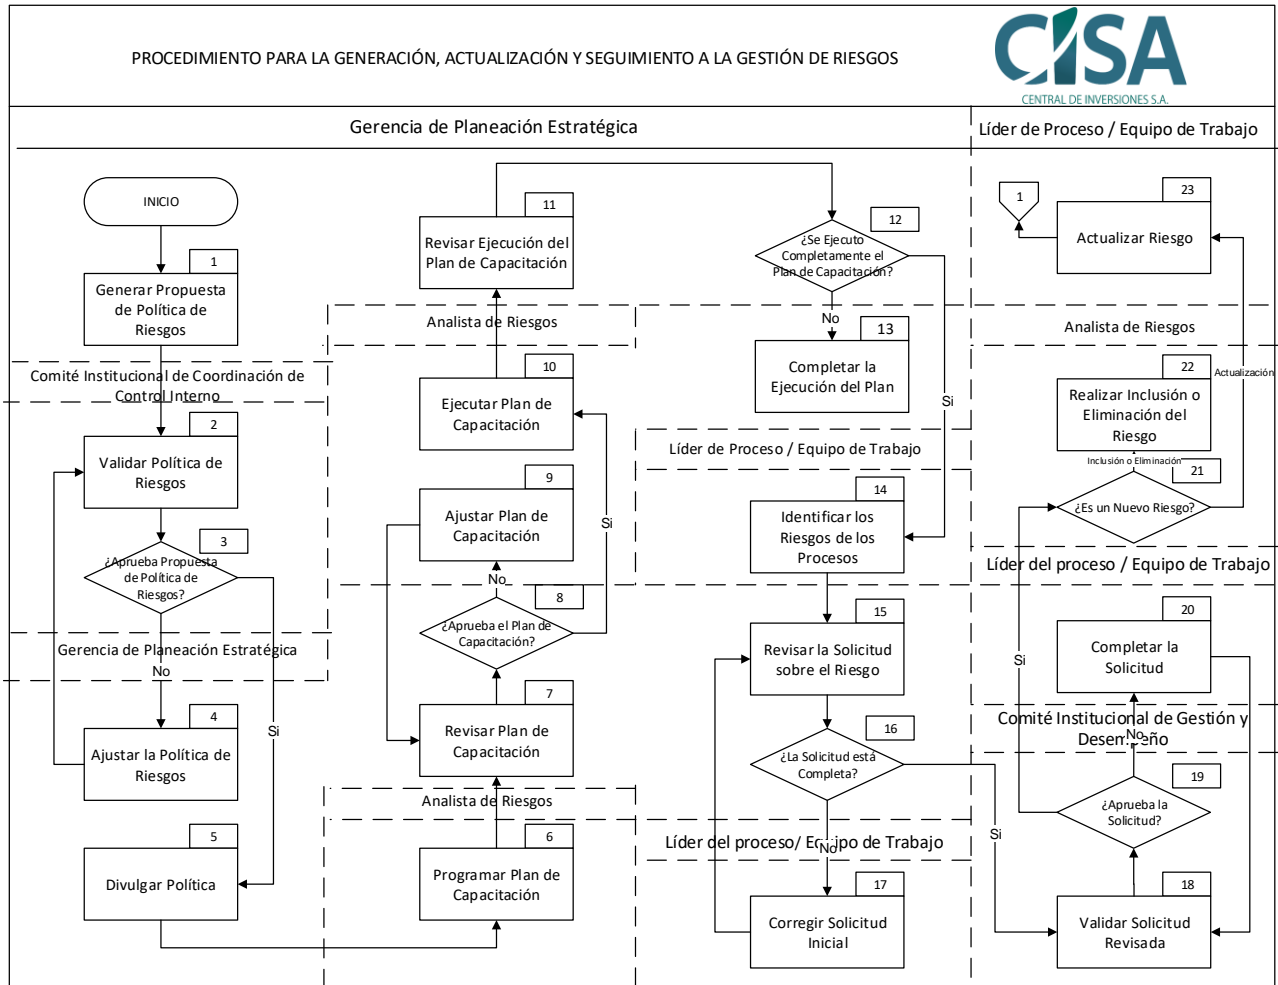 PROCEDIMIENTO PARA LA GENERACIÓN, ACTUALIZACIÓN Y SEGUIMIENTO A LA GESTIÓN DE RIESGOS
CISA
CENTRAL DE INVERSIONES S.A.
Gerencia de Planeación Estratégica
Líder de Proceso / Equipo de Trabajo
INICIO
1
Generar Propuesta
de Política de
Riesgos
Comité Institucional de Coordinación de
Control Interno
2
Validar Política de
Riesgos
3
¿Aprueba Propuesta
de Política de
Riesgos?
Gerencia de Planeación Estratégica
No
Si
4
Ajustar la Política de
Riesgos
5
Divulgar Política
11
Revisar Ejecución del
Plan de Capacitación
Analista de Riesgos
10
Ejecutar Plan de
Capacitación
9
Ajustar Plan de
Capacitación
Si
No
8
¿Aprueba el Plan de
Capacitación?
7
Revisar Plan de
Capacitación
Analista de Riesgos
6
Programar Plan de
Capacitación
12
¿Se Ejecuto
Completamente el
Plan de Capacitación?
No
13
Completar la
Ejecución del Plan
Si
Líder de Proceso / Equipo de Trabajo
14
Identificar los
Riesgos de los
Procesos
15
Revisar la Solicitud
sobre el Riesgo
16
¿La Solicitud está
Completa?
Si
Líder del proceso/ Equipo de Trabajo
No
17
Corregir Solicitud
Inicial
1
23
Actualizar Riesgo
Analista de Riesgos
22
Actualización
Realizar Inclusión o
Eliminación del
Riesgo
Inclusión o Eliminación
21
¿Es un Nuevo Riesgo?
Líder del proceso / Equipo de Trabajo
20
Completar la
Solicitud
Si
Comité Institucional de Gestión y
Desempeño
No
19
¿Aprueba la
Solicitud?
18
Validar Solicitud
Revisada